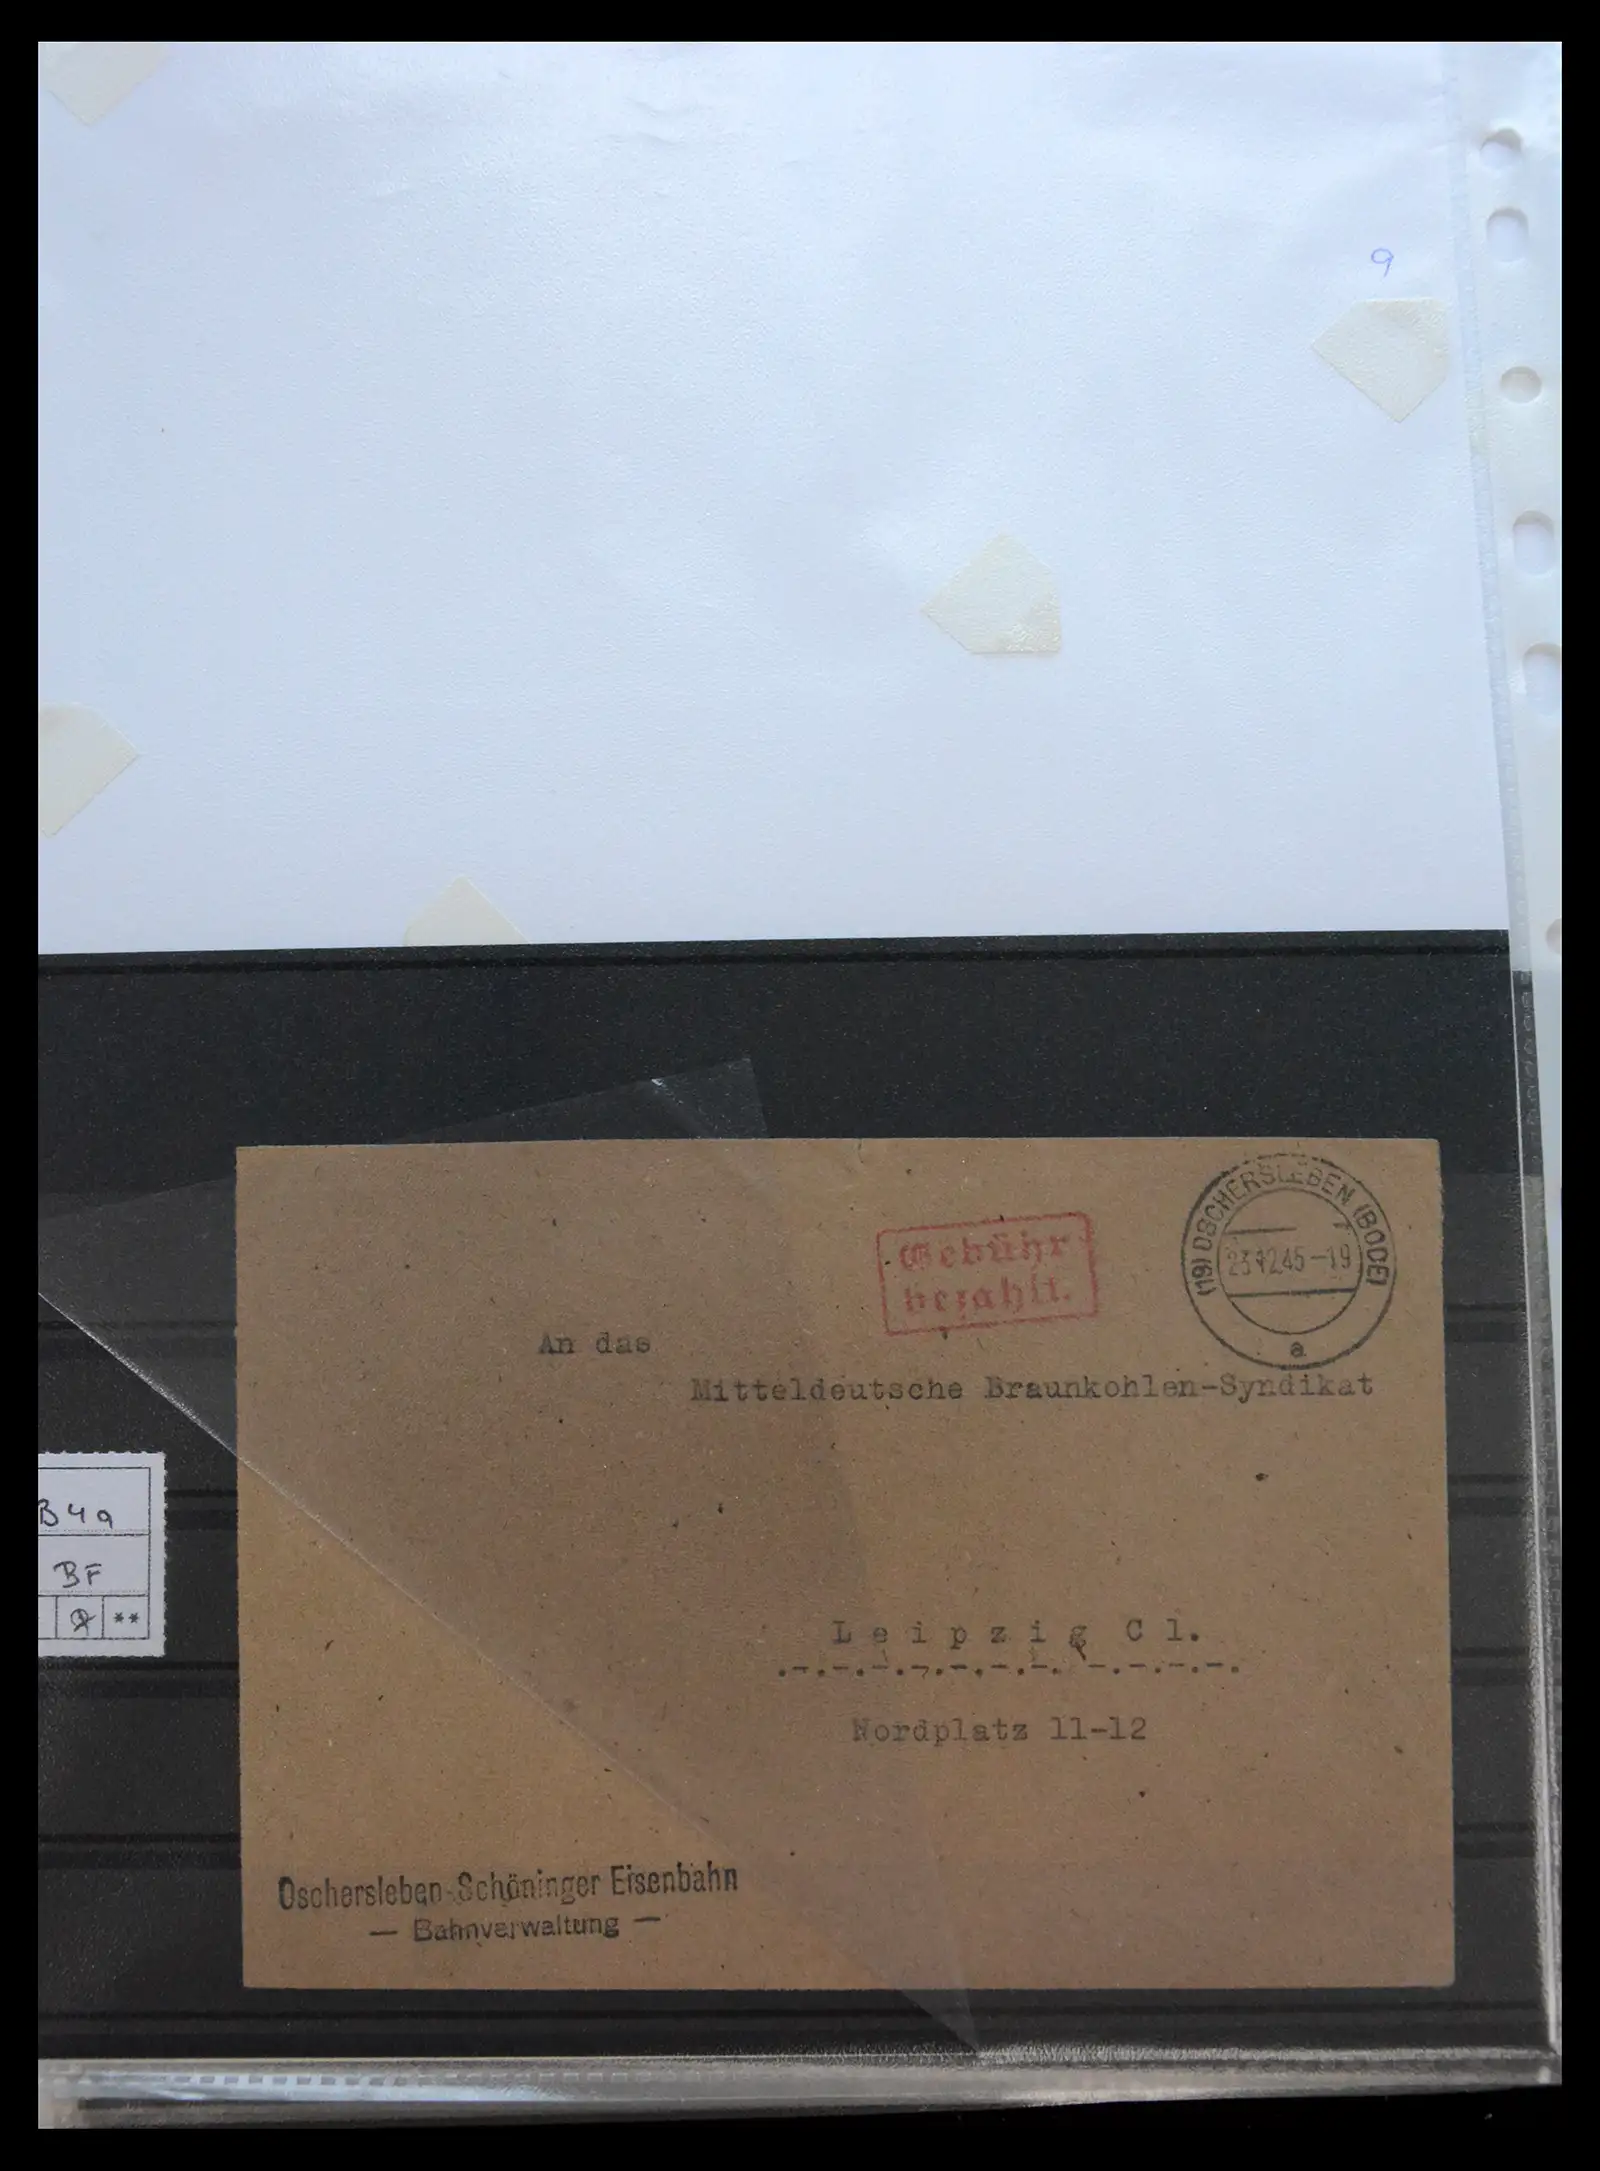 9
Gebühr
bezahlt.
(19) OSCHERSLEBEN (BODE)
23.12.45-19
a
An das
Mitteldeutsche Braunkohlen-Syndikat
B4a
BF
**
Leipzig C1.
.-.-.-.-.-.-.-. -.-.-.-.
Nordplatz 11-12
Oschersleben-Schöninger Eisenbahn
— Bahnverwaltung —